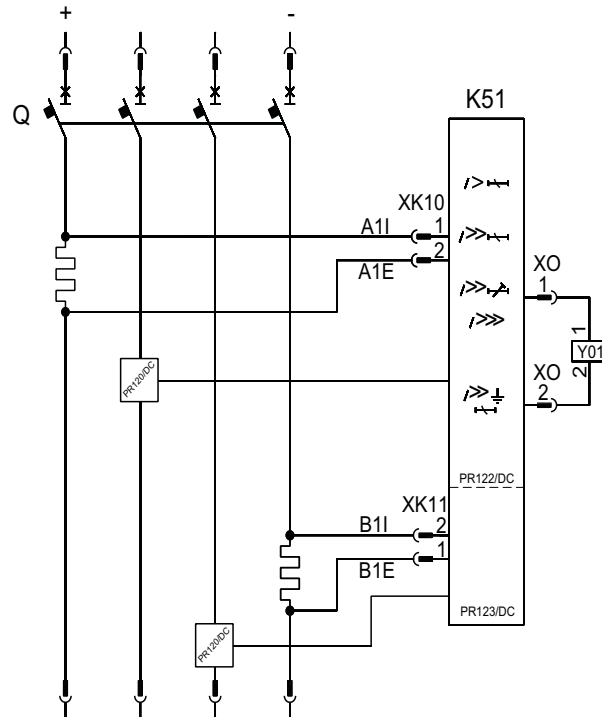 + -
Q
K51
I>
XK10
A1I 1
I>>
2
A1E
XO
1
I>>
I>>>
1
Y01
2
XO
2
PR120/DC
I>>
PR122/DC
XK11
B1I 2
1
B1E
PR123/DC
PR120/DC